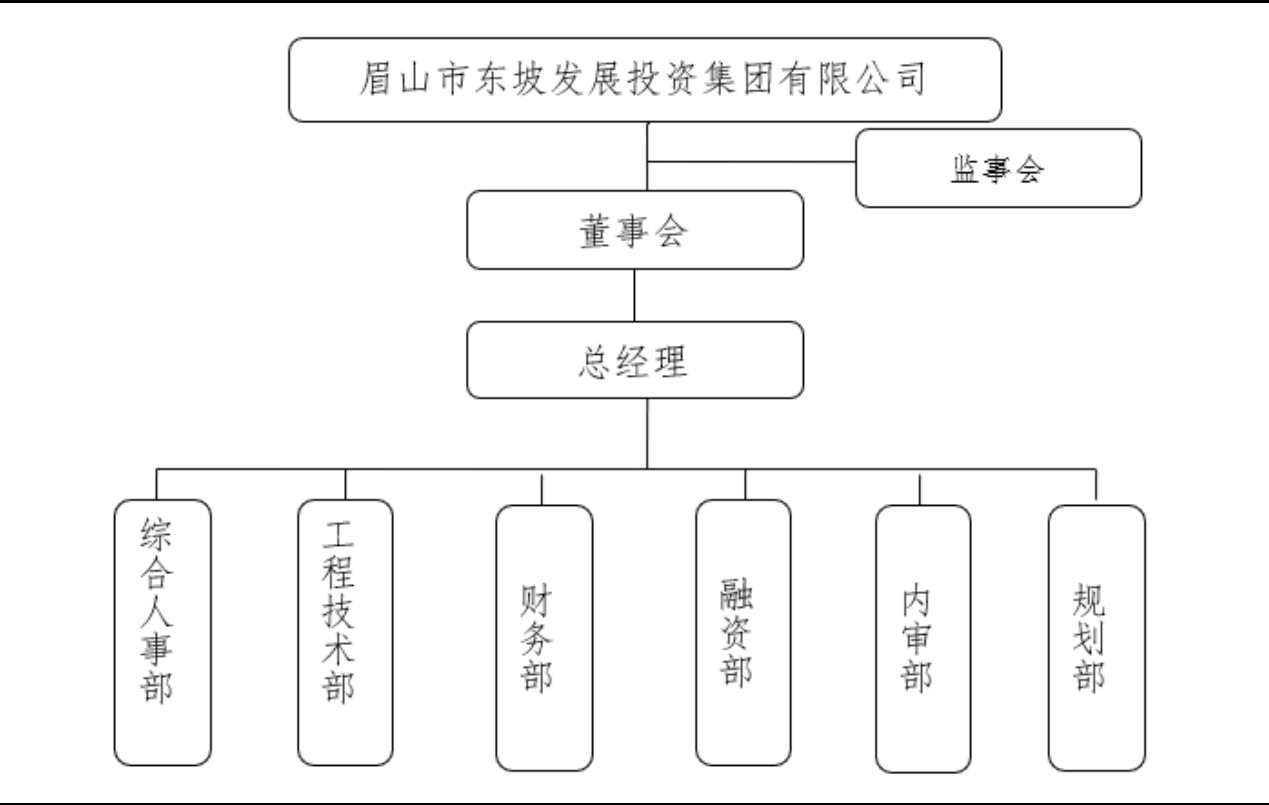 眉山市东坡发展投资集团有限公司
监事会
董事会
总经理
综合人事部
工程技术部
财务部
融资部
内审部
规划部